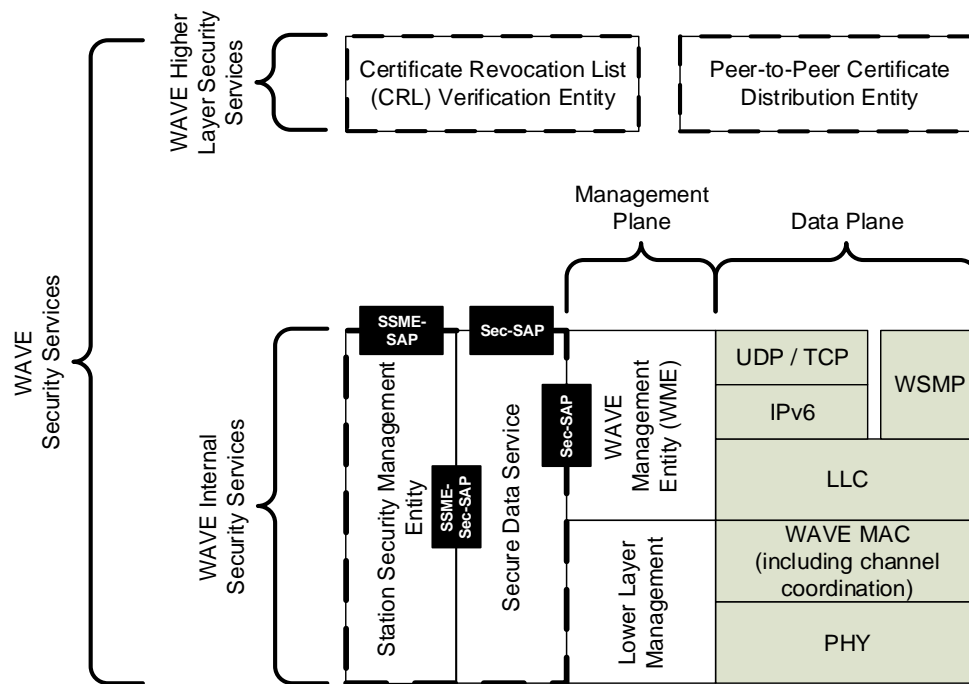 WAVE Higher
Layer Security
Services
Certificate Revocation List
(CRL) Verification Entity
Peer-to-Peer Certificate
Distribution Entity
WAVE
Security Services
Management
Plane
Data Plane
WAVE Internal
Security Services
SSME-
SAP
Sec-SAP
Station Security Management
Entity
SSME-
Sec-SAP
Secure Data Service
Sec-SAP
WAVE
Management
Entity (WME)
UDP / TCP
WSMP
IPv6
LLC
Lower Layer
Management
WAVE MAC
(including channel
coordination)
PHY